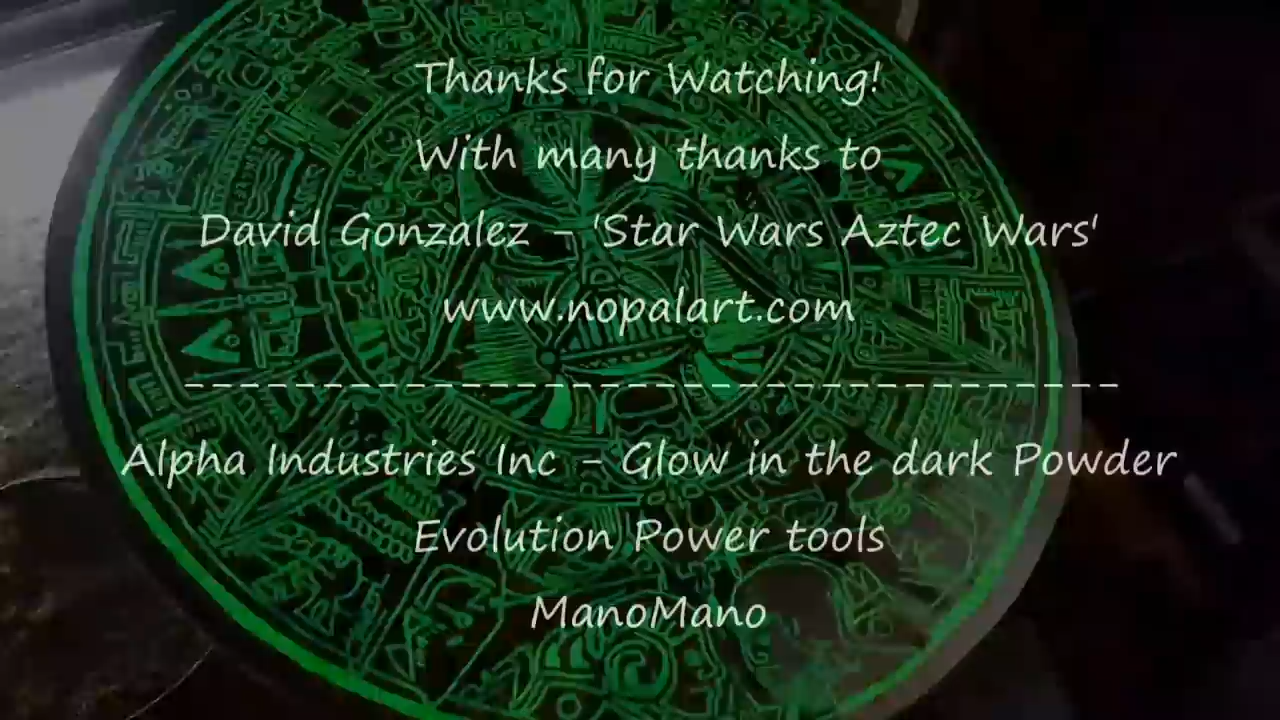 Thanks for Watching!
With many thanks to
David Gonzalez - 'Star Wars Aztec Wars'
www.nopalart.com
------------------------------------
Alpha Industries Inc - Glow in the dark Powder
Evolution Power tools
ManoMano